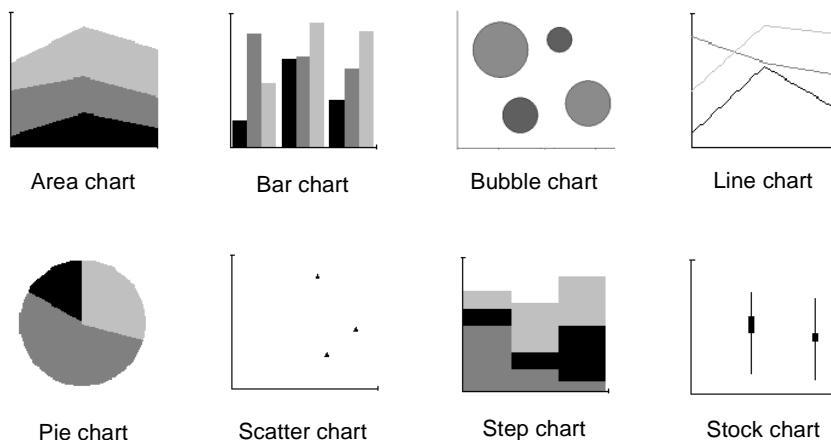 Area chart
Bar chart
Bubble chart
Line chart
Pie chart
Scatter chart
Step chart
Stock chart